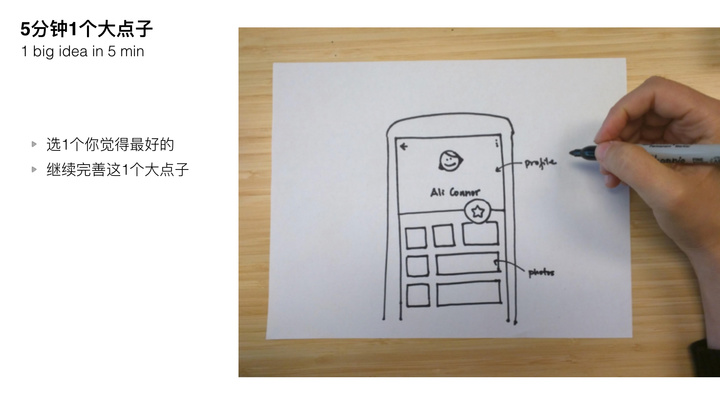 5分钟1个大点子
1 big idea in 5 min
选1个你觉得最好的
继续完善这1个大点子
profile
Ali Connor
photos